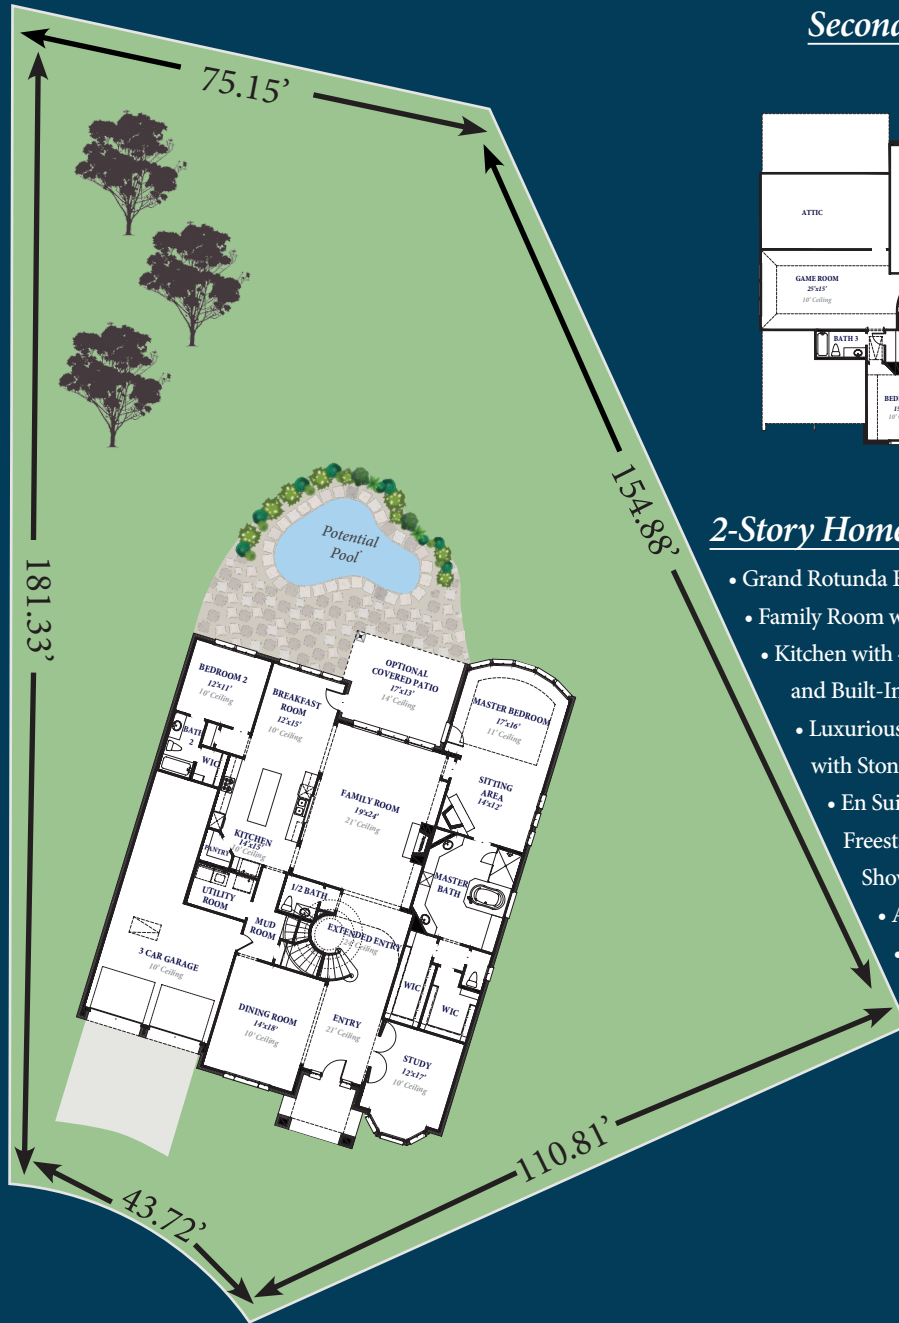 75.15’
154.88’
181.33’
110.81’
43.72’
Potential
Pool
OPTIONAL
COVERED PATIO
17'x13'
14' Ceiling
BEDROOM 2
12'x11'
10' Ceiling
BREAKFAST
ROOM
12'x15'
10' Ceiling
MASTER BEDROOM
17'x16'
11' Ceiling
BATH
2
WIC
SITTING
AREA
14'x12'
FAMILY ROOM
19'x24'
21' Ceiling
KITCHEN
14'x15'
10' Ceiling
PANTRY
MASTER
BATH
UTILITY
ROOM
1/2 BATH
MUD
ROOM
EXTENDED ENTRY
Ceiling
3 CAR GARAGE
10' Ceiling
WIC
WIC
DINING ROOM
14'x18'
10' Ceiling
ENTRY
21' Ceiling
STUDY
12'x17'
10' Ceiling
Second
ATTIC
GAME ROOM
25'x15'
10' Ceiling
BATH 3
BED
2-Story Home
• Grand Rotunda
• Family Room w
• Kitchen with
and Built-In
• Luxurious
with Ston
• En Sui
Freest
Show
• A
•